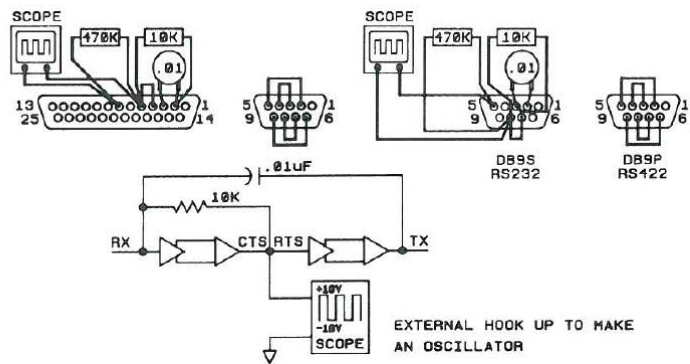 SCOPE
470K
10K
.01
13
1
25
14
5
1
9
6
SCOPE
470K
10K
.01
5
1
9
6
DB9S
RS232
5
1
9
6
DB9P
RS422
.01uF
10K
RX
CTS
RTS
TX
+10V
-10V
SCOPE
EXTERNAL HOOK UP TO MAKE
AN OSCILLATOR